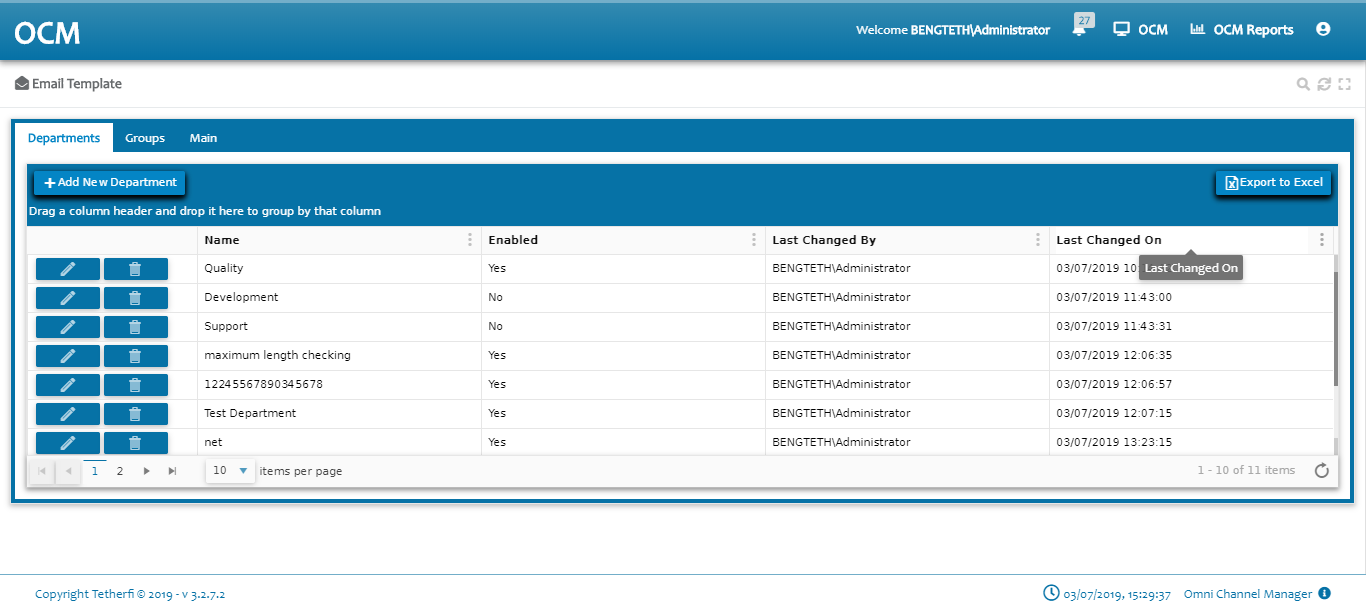 OCM
Welcome BENGTETH\Administrator
27
OCM
OCM Reports
Email Template
Departments
Groups
Main
Add New Department
Export to Excel
Drag a column header and drop it here to group by that column
Name Enabled Last Changed By Last Changed On
Last Changed On
Quality Yes BENGTETH\Administrator 03/07/2019 10:
Development No BENGTETH\Administrator 03/07/2019 11:43:00
Support No BENGTETH\Administrator 03/07/2019 11:43:31
maximum length checking Yes BENGTETH\Administrator 03/07/2019 12:06:35
12245567890345678 Yes BENGTETH\Administrator 03/07/2019 12:06:57
Test Department Yes BENGTETH\Administrator 03/07/2019 12:07:15
net Yes BENGTETH\Administrator 03/07/2019 13:23:15
1 2 10 items per page 1 - 10 of 11 items
Copyright Tetherfi © 2019 - v 3.2.7.2
03/07/2019, 15:29:37 Omni Channel Manager